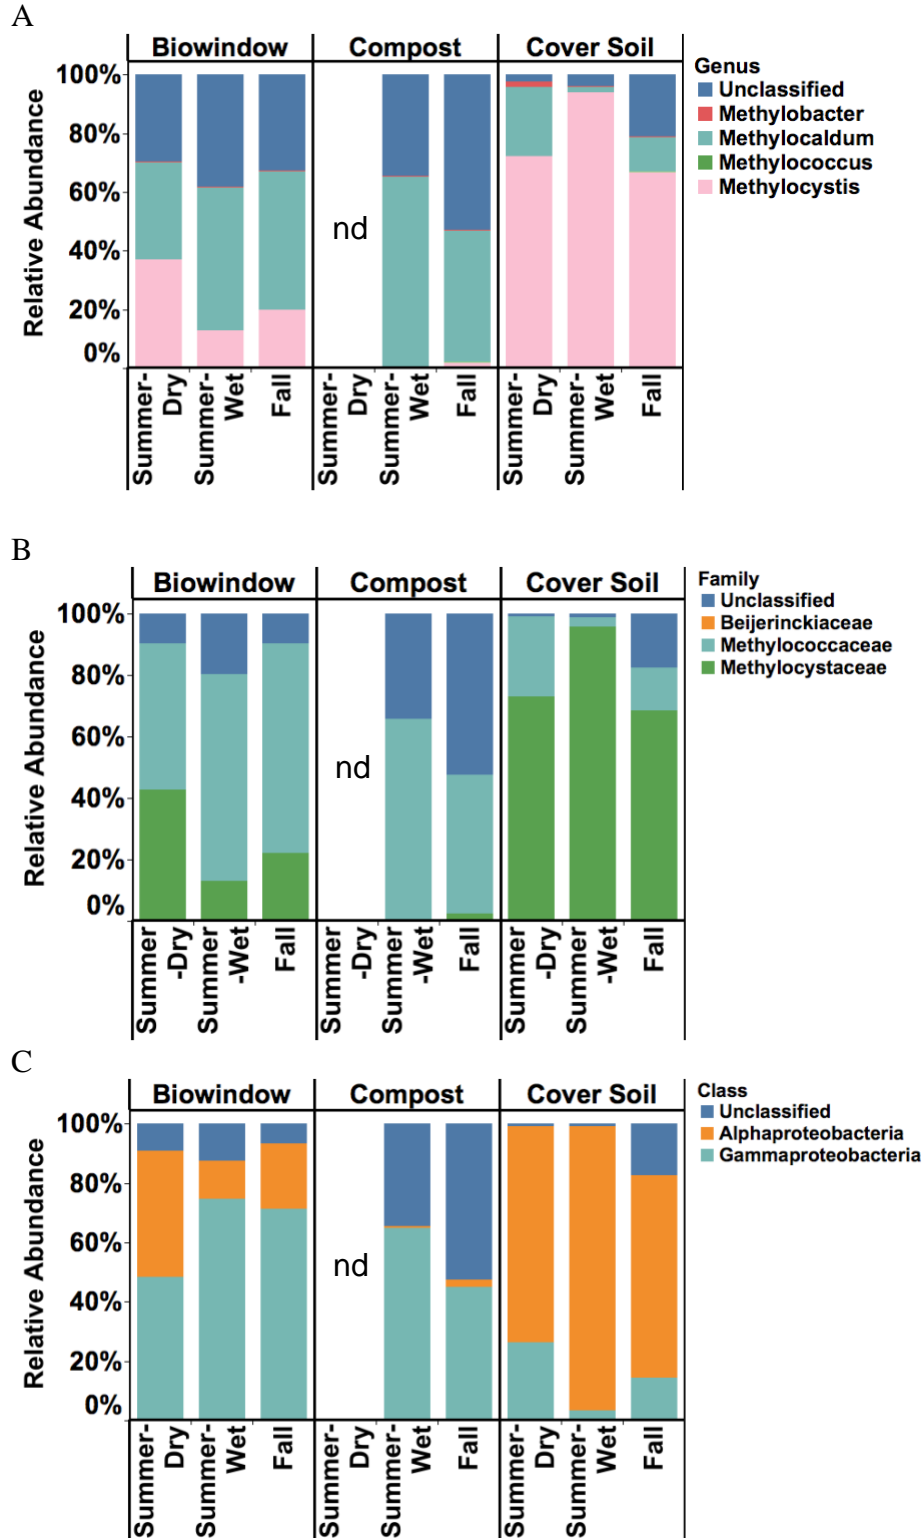 A
Biowindow Compost Cover Soil
Genus
Unclassified
Methylobacter
Methylocaldum
Methylococcus
Methylocystis
Relative Abundance
100%
80%
60%
40%
20%
0%
nd
Summer-
Dry
Summer-
Wet
Fall
Summer-
Dry
Summer-
Wet
Fall
Summer-
Dry
Summer-
Wet
Fall
B
Biowindow Compost Cover Soil
Family
Unclassified
Beijerinckiaceae
Methylococcaceae
Methylocystaceae
Relative Abundance
100%
80%
60%
40%
20%
0%
nd
Summer
-Dry
Summer
-Wet
Fall
Summer
-Dry
Summer
-Wet
Fall
Summer
-Dry
Summer
-Wet
Fall
C
Biowindow Compost Cover Soil
Class
Unclassified
Alphaproteobacteria
Gammaproteobacteria
Relative Abundance
100%
80%
60%
40%
20%
0%
nd
Summer-
Dry
Summer-
Wet
Fall
Summer-
Dry
Summer-
Wet
Fall
Summer-
Dry
Summer-
Wet
Fall